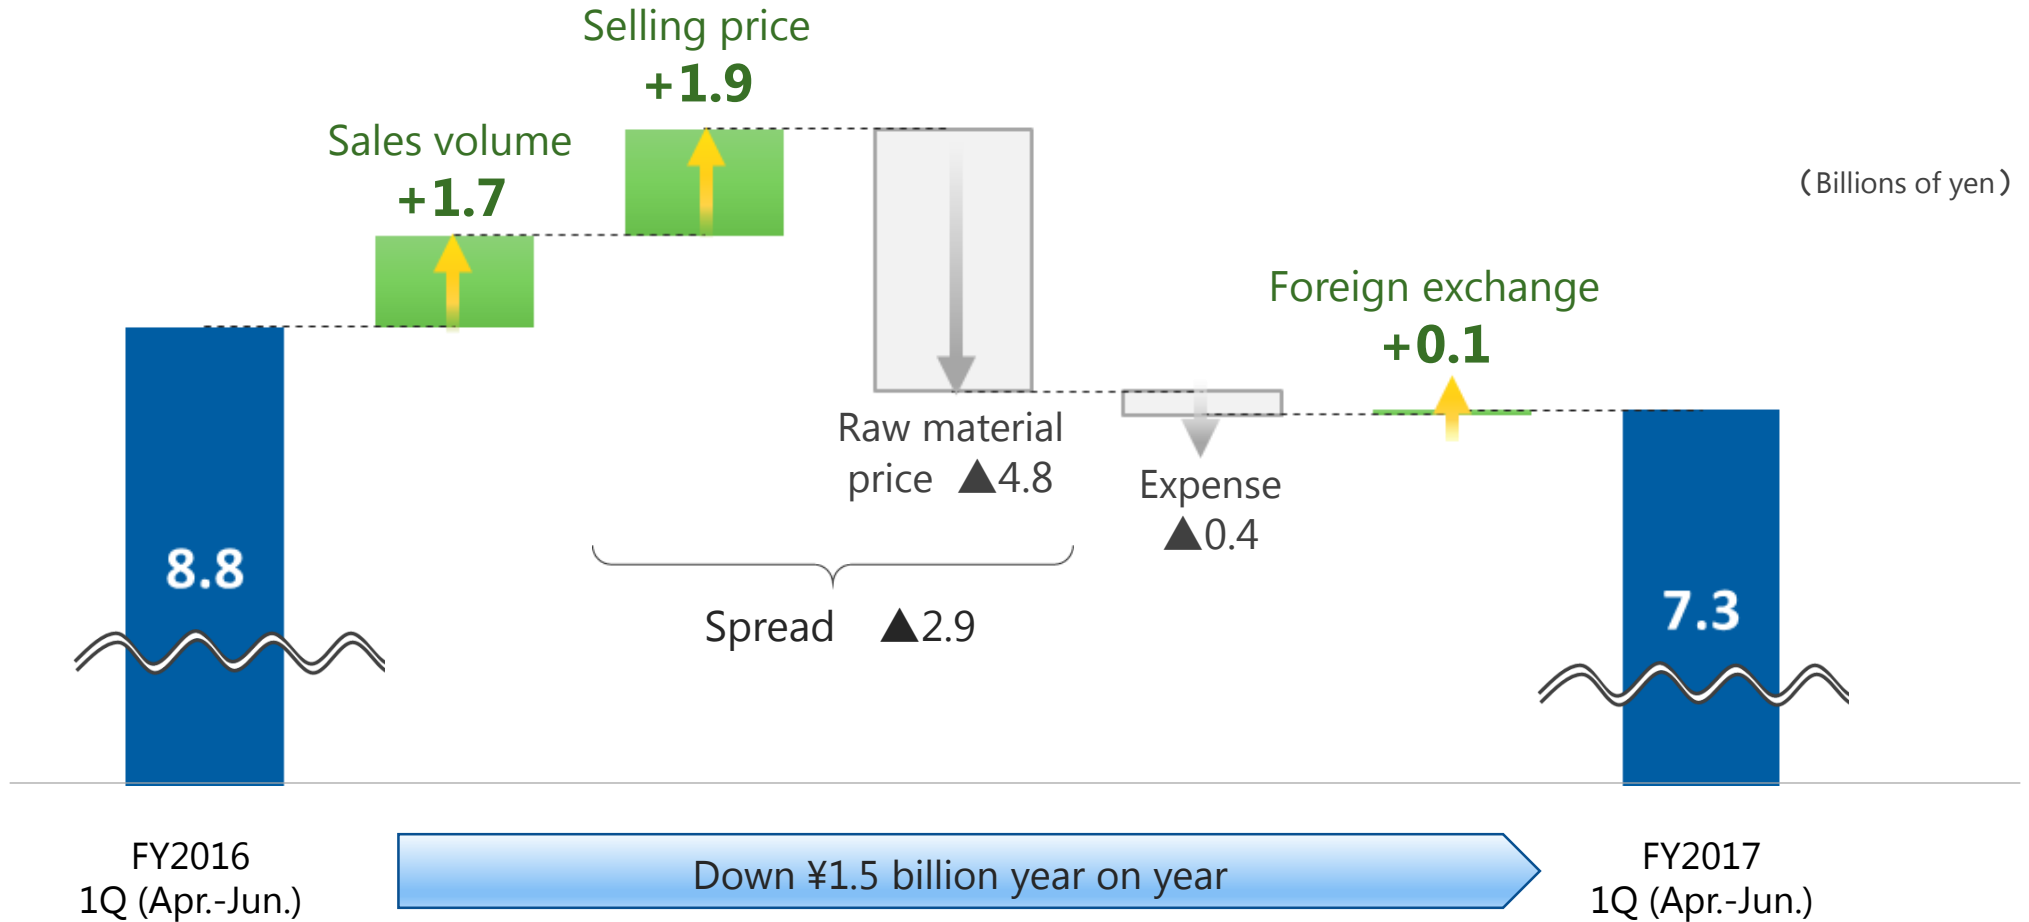 Selling price
+1.9
Sales volume
+1.7
(Billions of yen)
Foreign exchange
+0.1
Raw material
price ▲4.8
Expense
▲0.4
8.8
7.3
Spread ▲2.9
FY2016
1Q (Apr.-Jun.)
Down ¥1.5 billion year on year
FY2017
1Q (Apr.-Jun.)